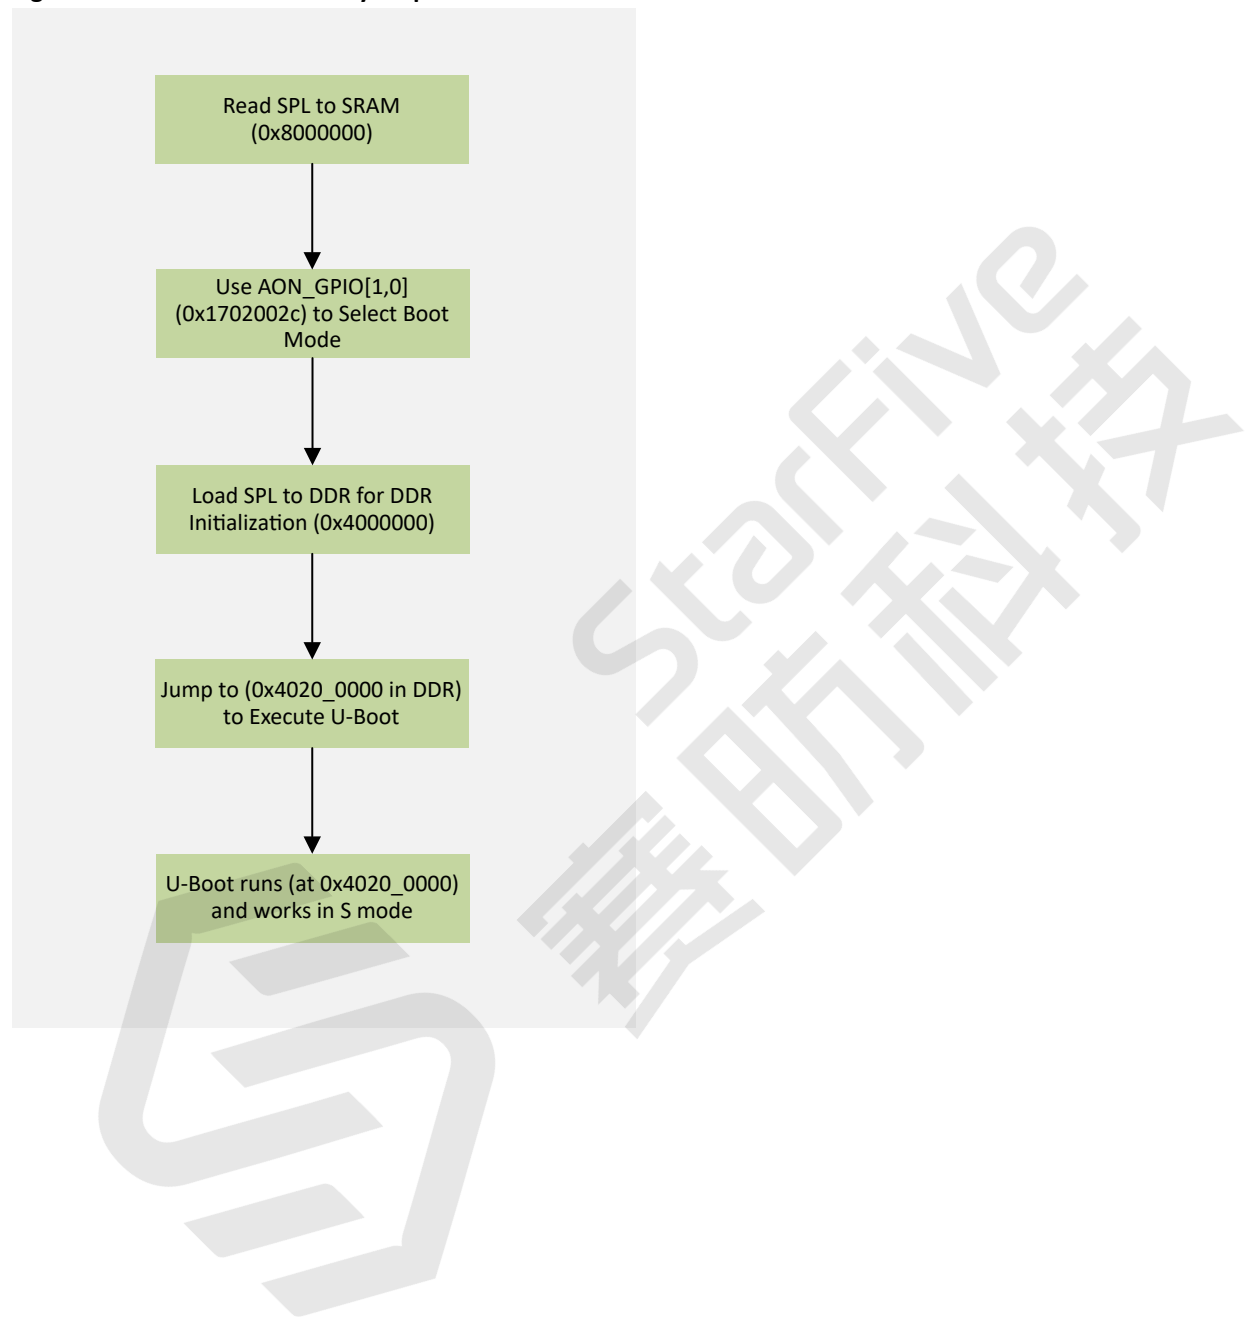 Read SPL to SRAM
(0x8000000)
Use AON_GPIO[1,0]
(0x1702002c) to Select Boot
Mode
Load SPL to DDR for DDR
Initialization (0x4000000)
Jump to (0x4020_0000 in DDR)
to Execute U-Boot
U-Boot runs (at 0x4020_0000)
and works in S mode
StarFive
赛昉科技